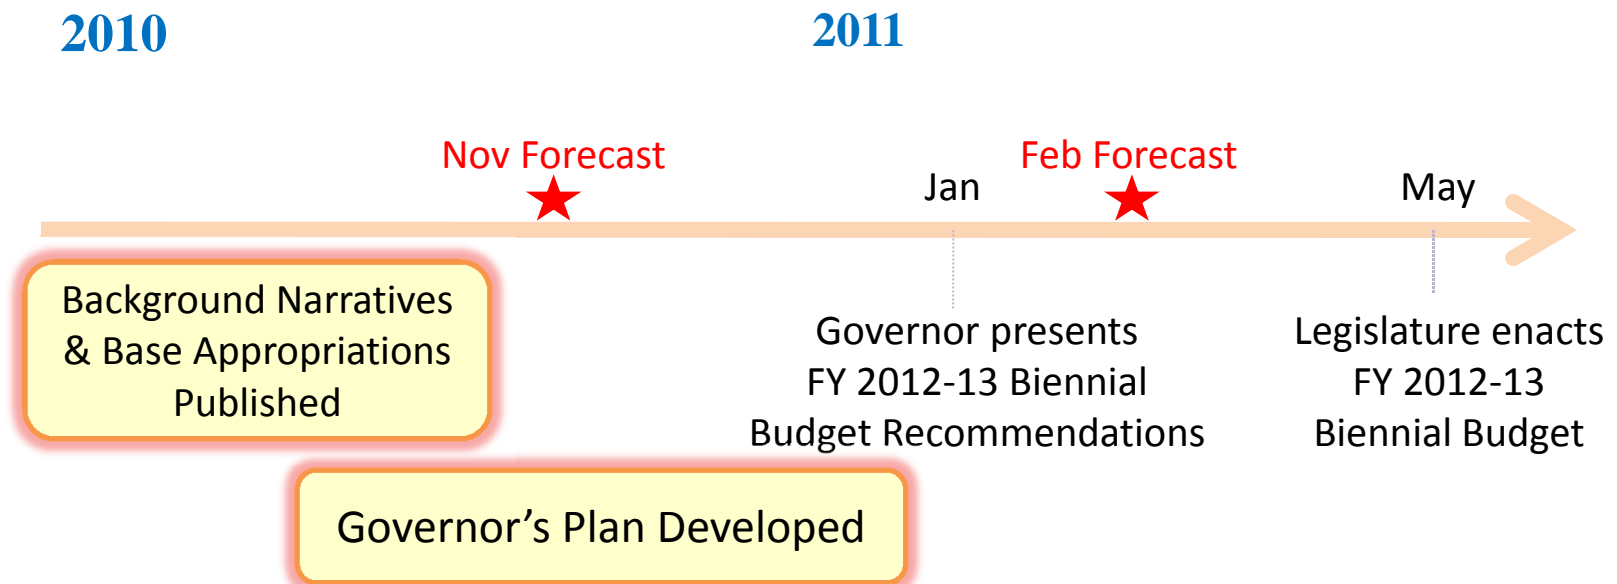 2010
2011
Nov Forecast
Feb Forecast
Jan
May
Background Narratives
& Base Appropriations
Published
Governor presents
FY 2012-13 Biennial
Budget Recommendations
Legislature enacts
FY 2012-13
Biennial Budget
Governor’s Plan Developed